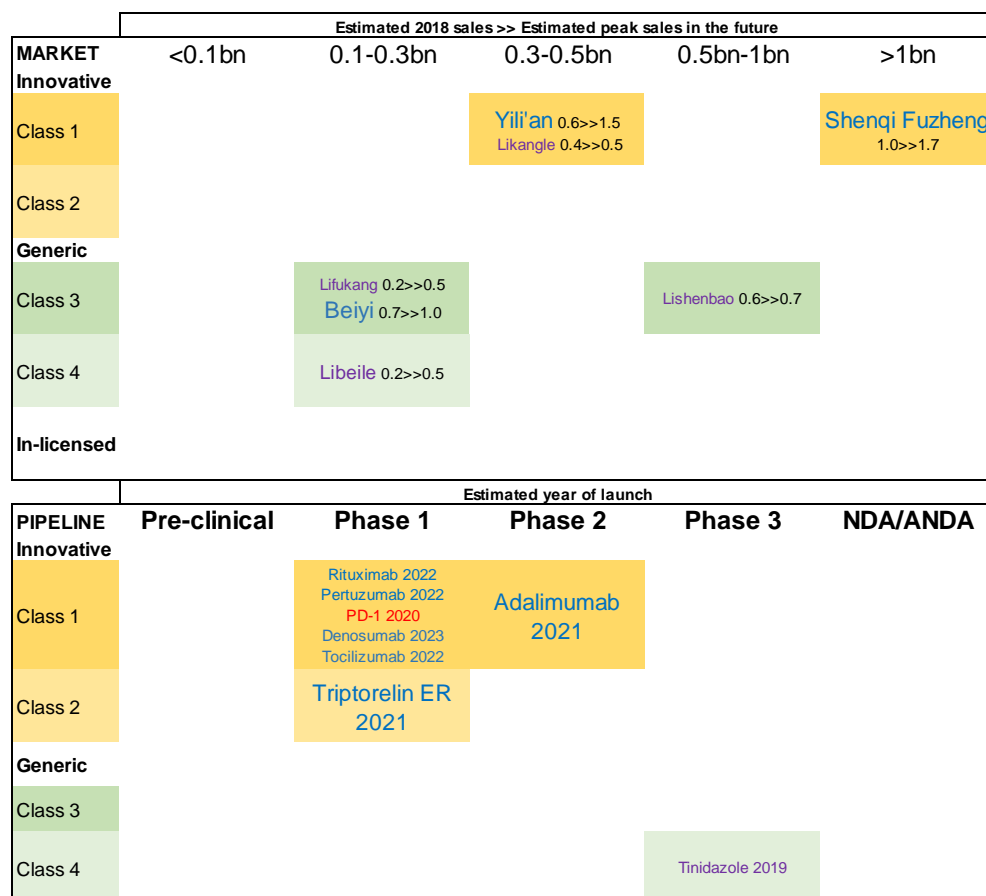 Estimated 2018 sales >> Estimated peak sales in the future
MARKET <0.1bn 0.1-0.3bn 0.3-0.5bn 0.5bn-1bn >1bn
Innovative
Class 1
Yili'an 0.6>>1.5
Likangle 0.4>>0.5
Shenqi Fuzheng
1.0>>1.7
Class 2
Generic
Class 3
Lifukang 0.2>>0.5
Beiyi 0.7>>1.0
Lishenbao 0.6>>0.7
Class 4
Libeile 0.2>>0.5
In-licensed
Estimated year of launch
PIPELINE Pre-clinical Phase 1 Phase 2 Phase 3 NDA/ANDA
Innovative
Class 1
Rituximab 2022
Pertuzumab 2022
PD-1 2020
Denosumab 2023
Tocilizumab 2022
Adalimumab
2021
Class 2
Triptorelin ER
2021
Generic
Class 3
Class 4
Tinidazole 2019